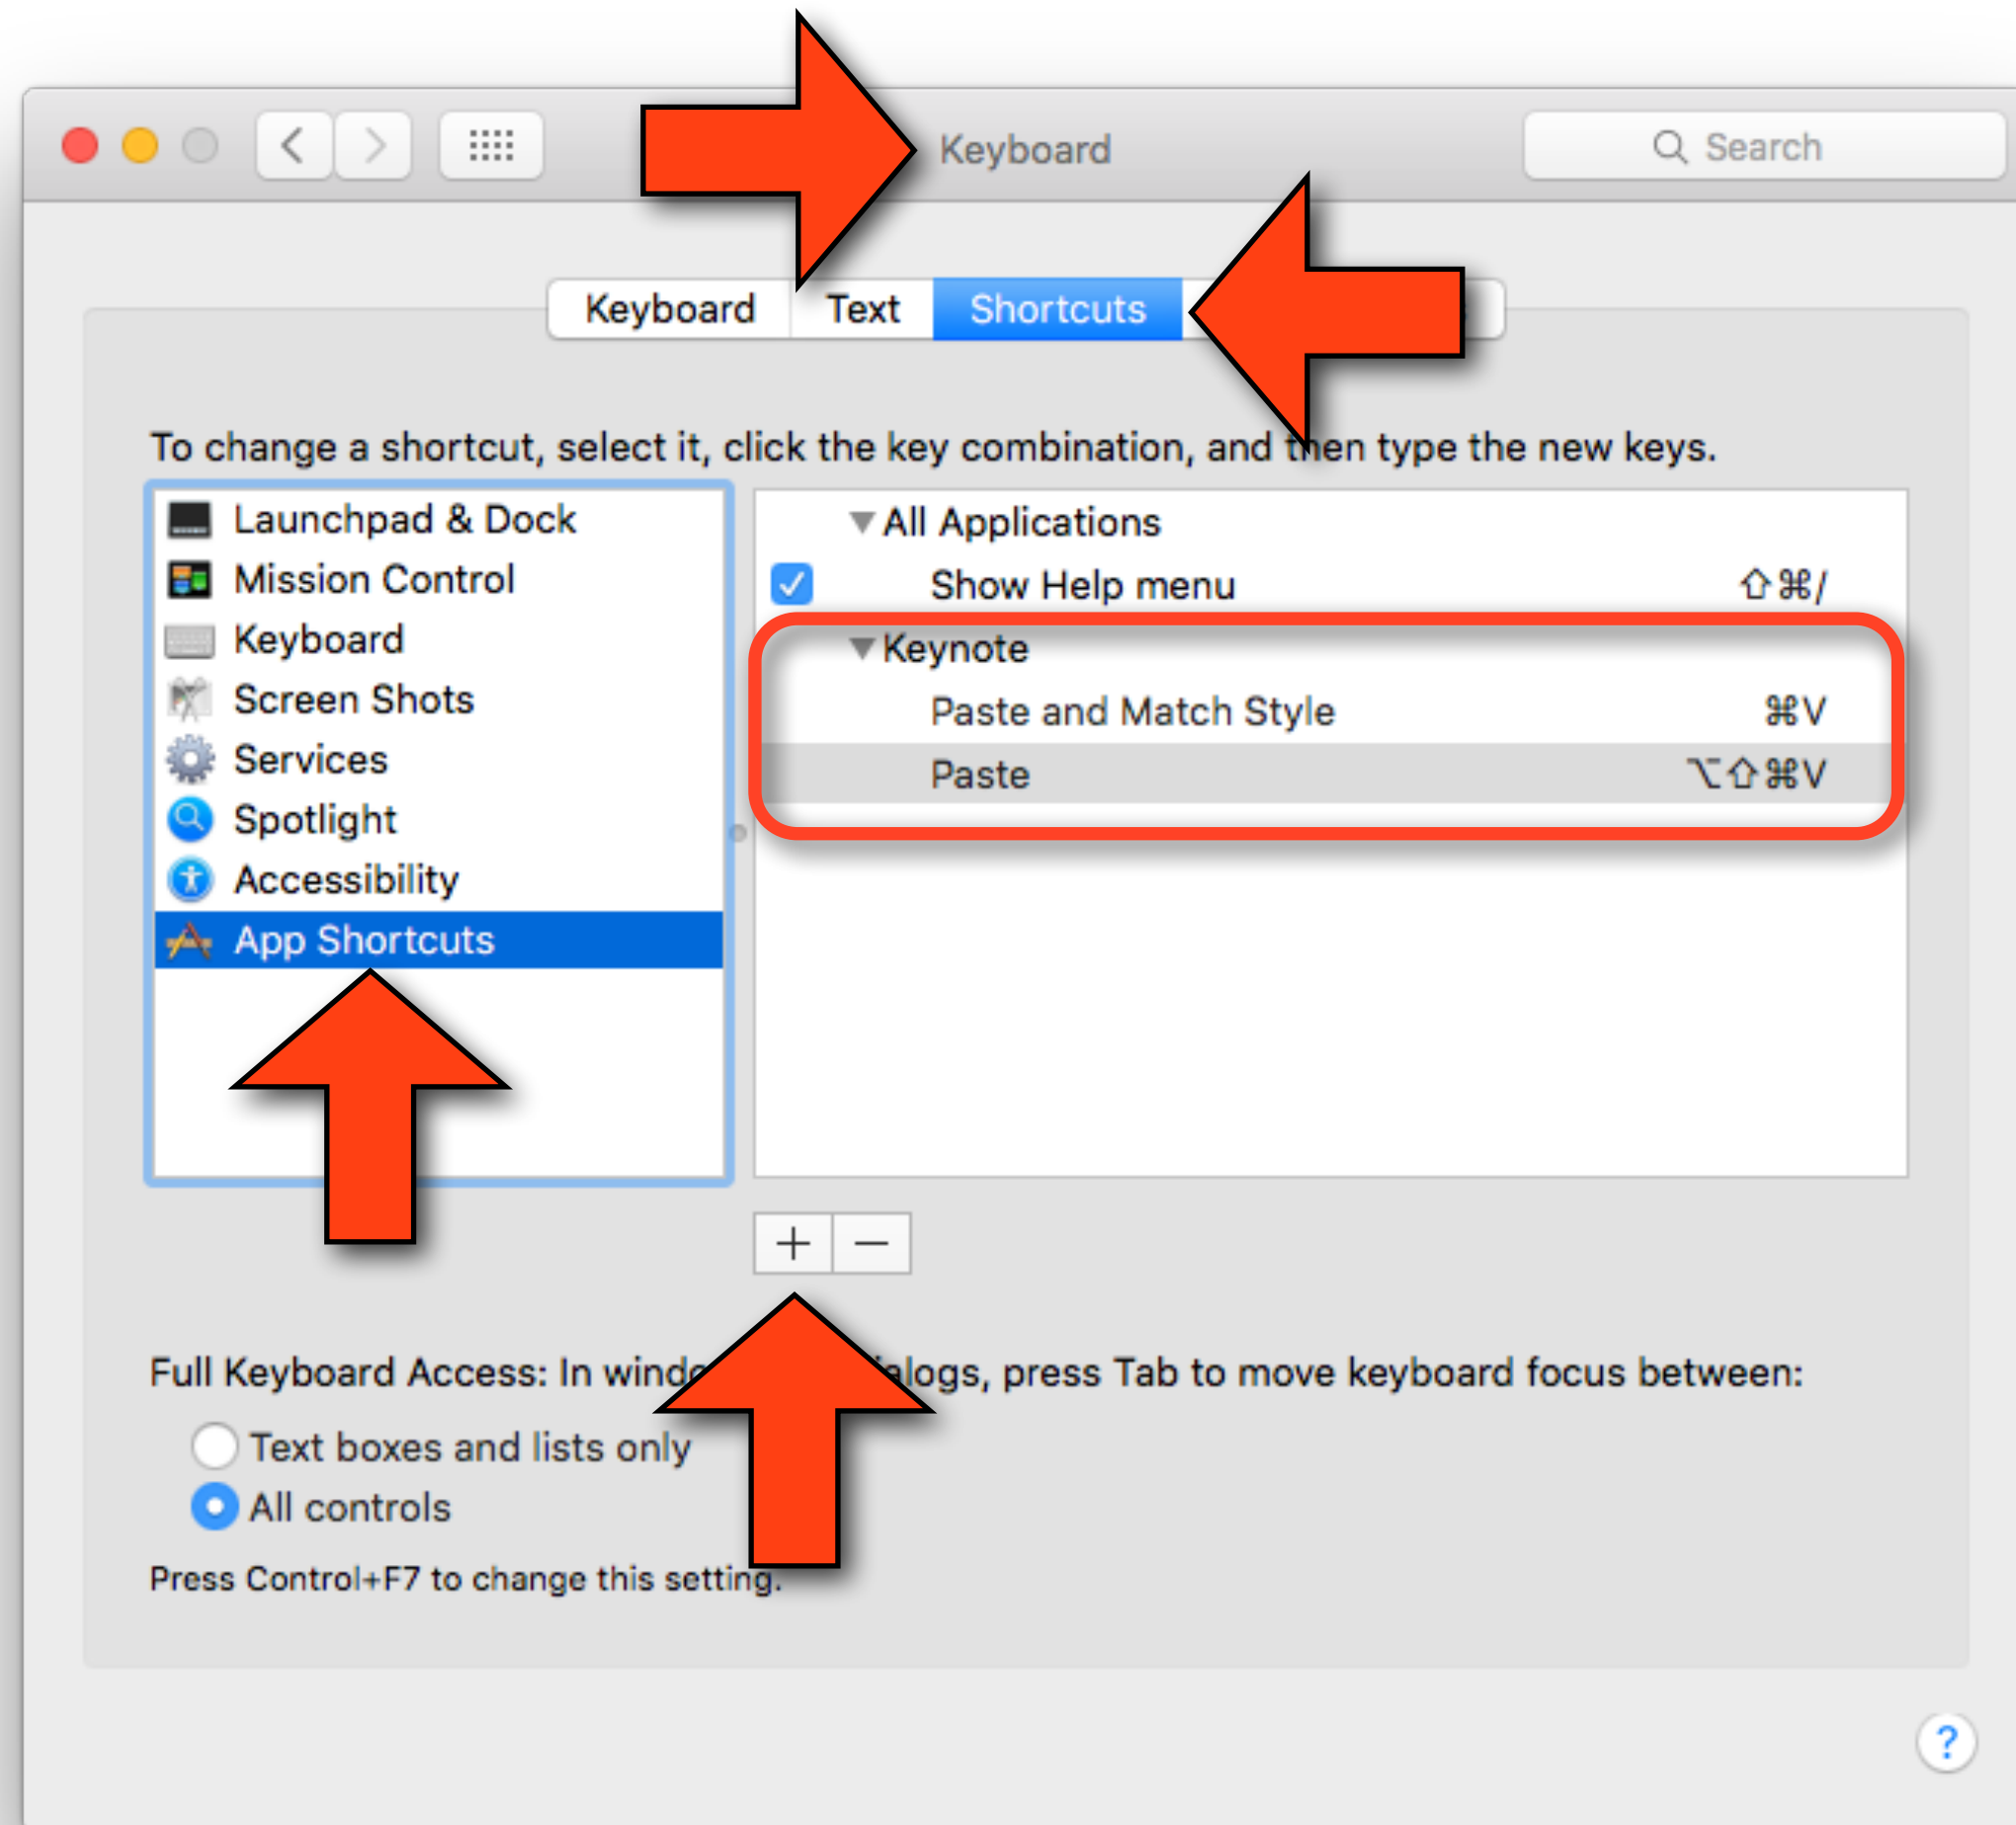 Keyboard
Search
Keyboard Text Shortcuts
To change a shortcut, select it, click the key combination, and then type the new keys.
Launchpad & Dock
Mission Control
Keyboard
Screen Shots
Services
Spotlight
Accessibility
App Shortcuts
All Applications
Show Help menu ⇧⌘/
Keynote
Paste and Match Style ⌘V
Paste ⌥⇧⌘V
Full Keyboard Access: In press Tab to move keyboard focus between:
Text boxes and lists only
All controls
Press Control+F7 to change this setting.
?